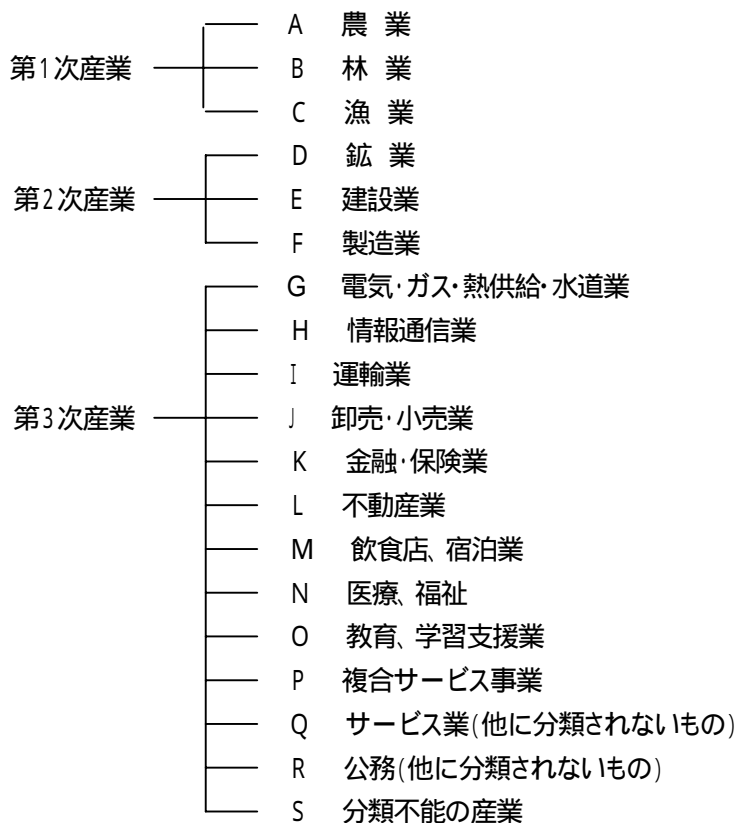 A 農業
第1次産業 B 林業
C 漁業
D 鉱業
第2次産業 E 建設業
F 製造業
G 電気・ガス・熱供給・水道業
H 情報通信業
I 運輸業
第3次産業 J 卸売・小売業
K 金融・保険業
L 不動産業
M 飲食店、宿泊業
N 医療、福祉
O 教育、学習支援業
P 複合サービス事業
Q サービス業(他に分類されないもの)
R 公務(他に分類されないもの)
S 分類不能の産業